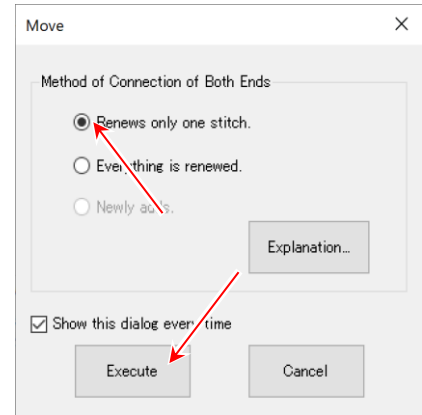 Move
Method of Connection of Both Ends
Renews only one stitch.
Everything is renewed.
Newly adds.
Explanation...
Show this dialog every time
Execute
Cancel